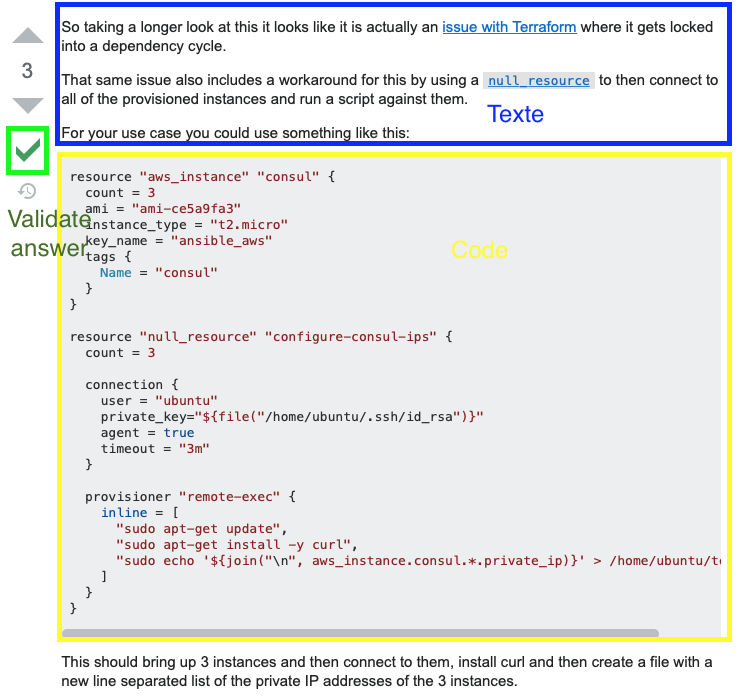 So taking a longer look at this it looks like it is actually an issue with Terraform where it gets locked
into a dependency cycle.
3
That same issue also includes a workaround for this by using a null_resource to then connect to
all of the provisioned instances and run a script against them.
Texte
For your use case you could use something like this:
Validate
answer
Code
resource "aws_instance" "consul" {
  count = 3
  ami = "ami-ce5a9fa3"
  instance_type = "t2.micro"
  key_name = "ansible_aws"
  tags {
    Name = "consul"
  }
}

resource "null_resource" "configure-consul-ips" {
  count = 3

  connection {
    user = "ubuntu"
    private_key="${file("/home/ubuntu/.ssh/id_rsa")}"
    agent = true
    timeout = "3m"
  }

  provisioner "remote-exec" {
    inline = [
      "sudo apt-get update",
      "sudo apt-get install -y curl",
      "sudo echo '${join("\n", aws_instance.consul.*.private_ip)}' > /home/ubuntu/
    ]
  }
}
This should bring up 3 instances and then connect to them, install curl and then create a file with a
new line separated list of the private IP addresses of the 3 instances.